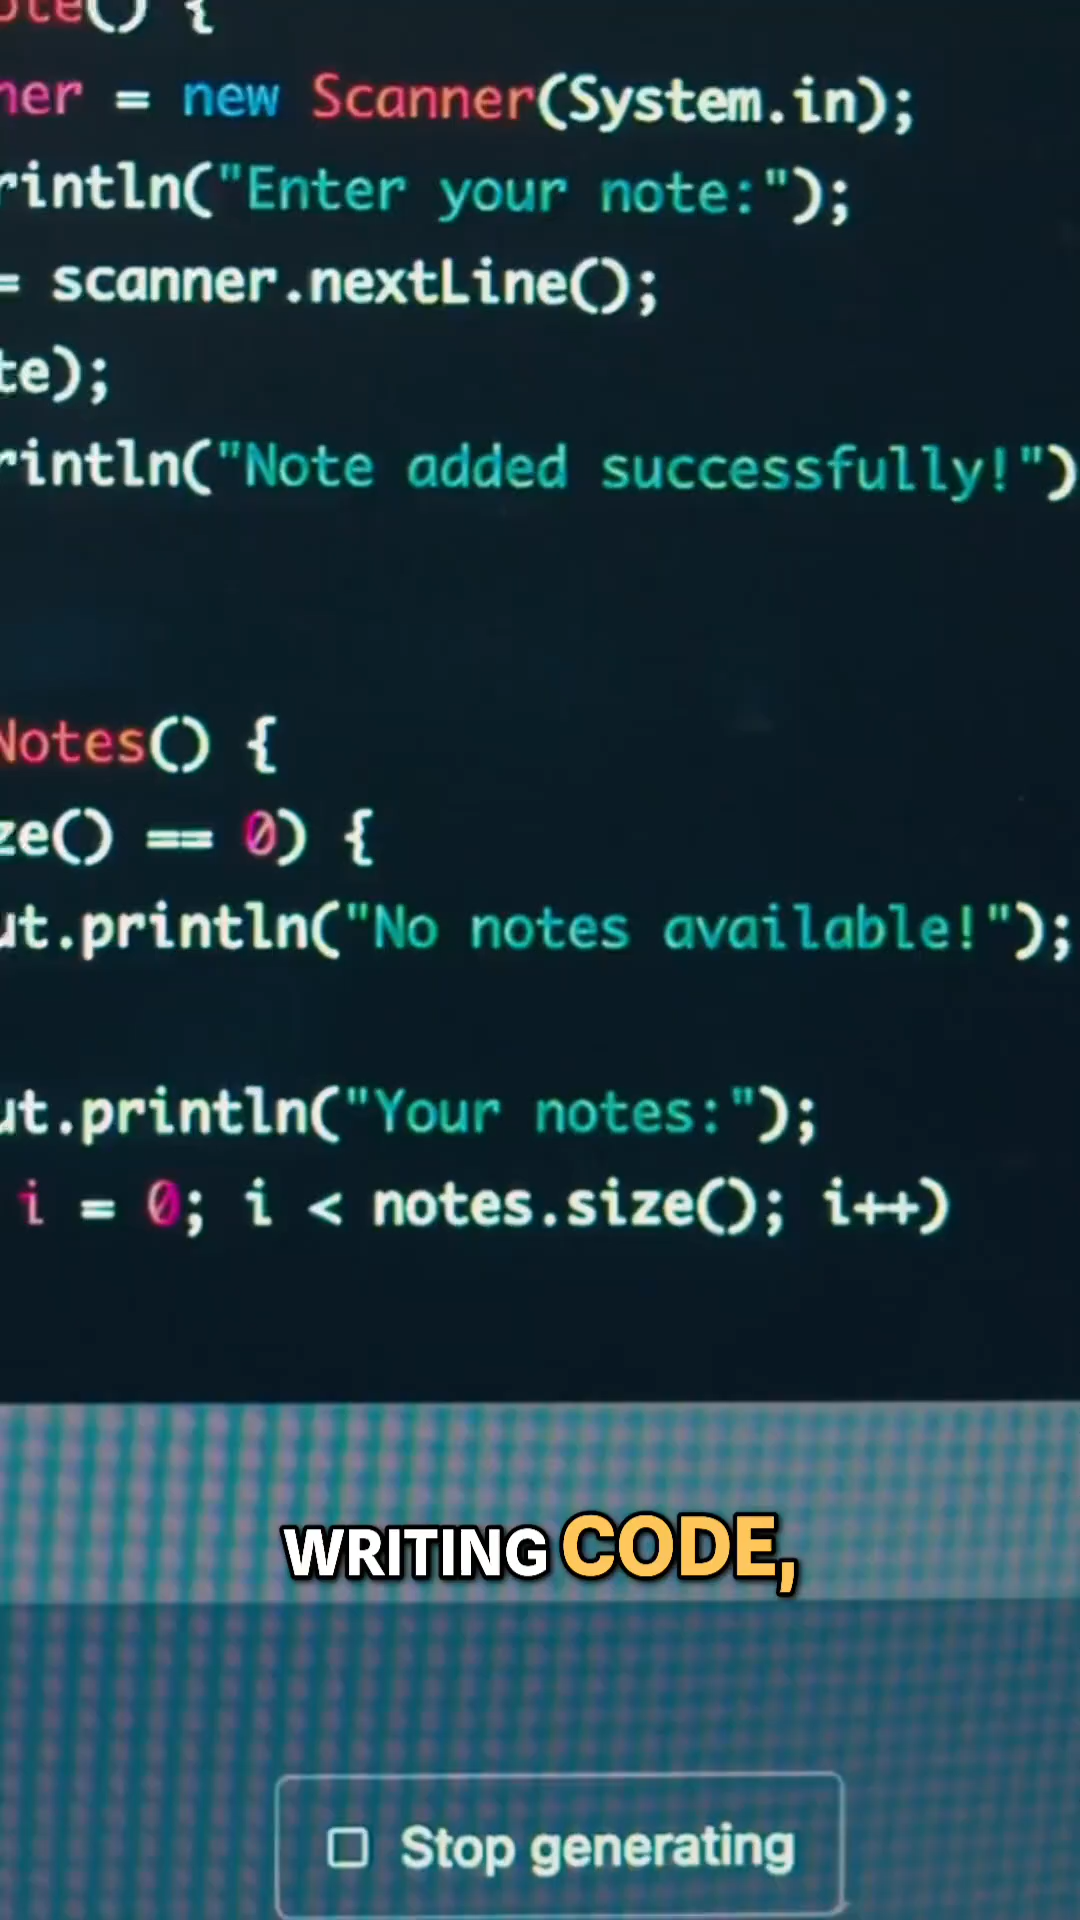 ote() {
ner = new Scanner(System.in);
rintln("Enter your note:");
= scanner.nextLine();
te);
rintln("Note added successfully!")
Notes() {
ze() == 0) {
ut.println("No notes available!");
ut.println("Your notes:");
i = 0; i < notes.size(); i++)
WRITING CODE,
Stop generating